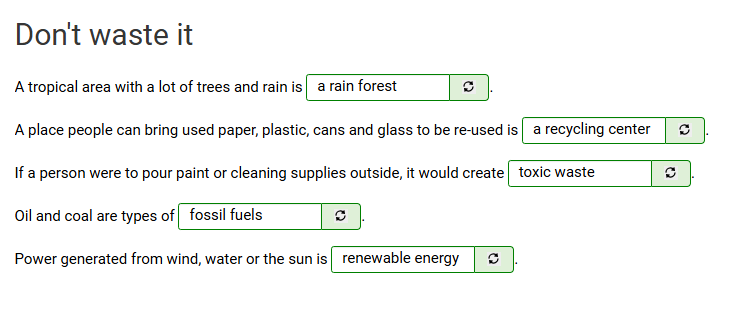 Don't waste it
A tropical area with a lot of trees and rain is a rain forest.
A place people can bring used paper, plastic, cans and glass to be re-used is a recycling center.
If a person were to pour paint or cleaning supplies outside, it would create toxic waste.
Oil and coal are types of fossil fuels.
Power generated from wind, water or the sun is renewable energy.